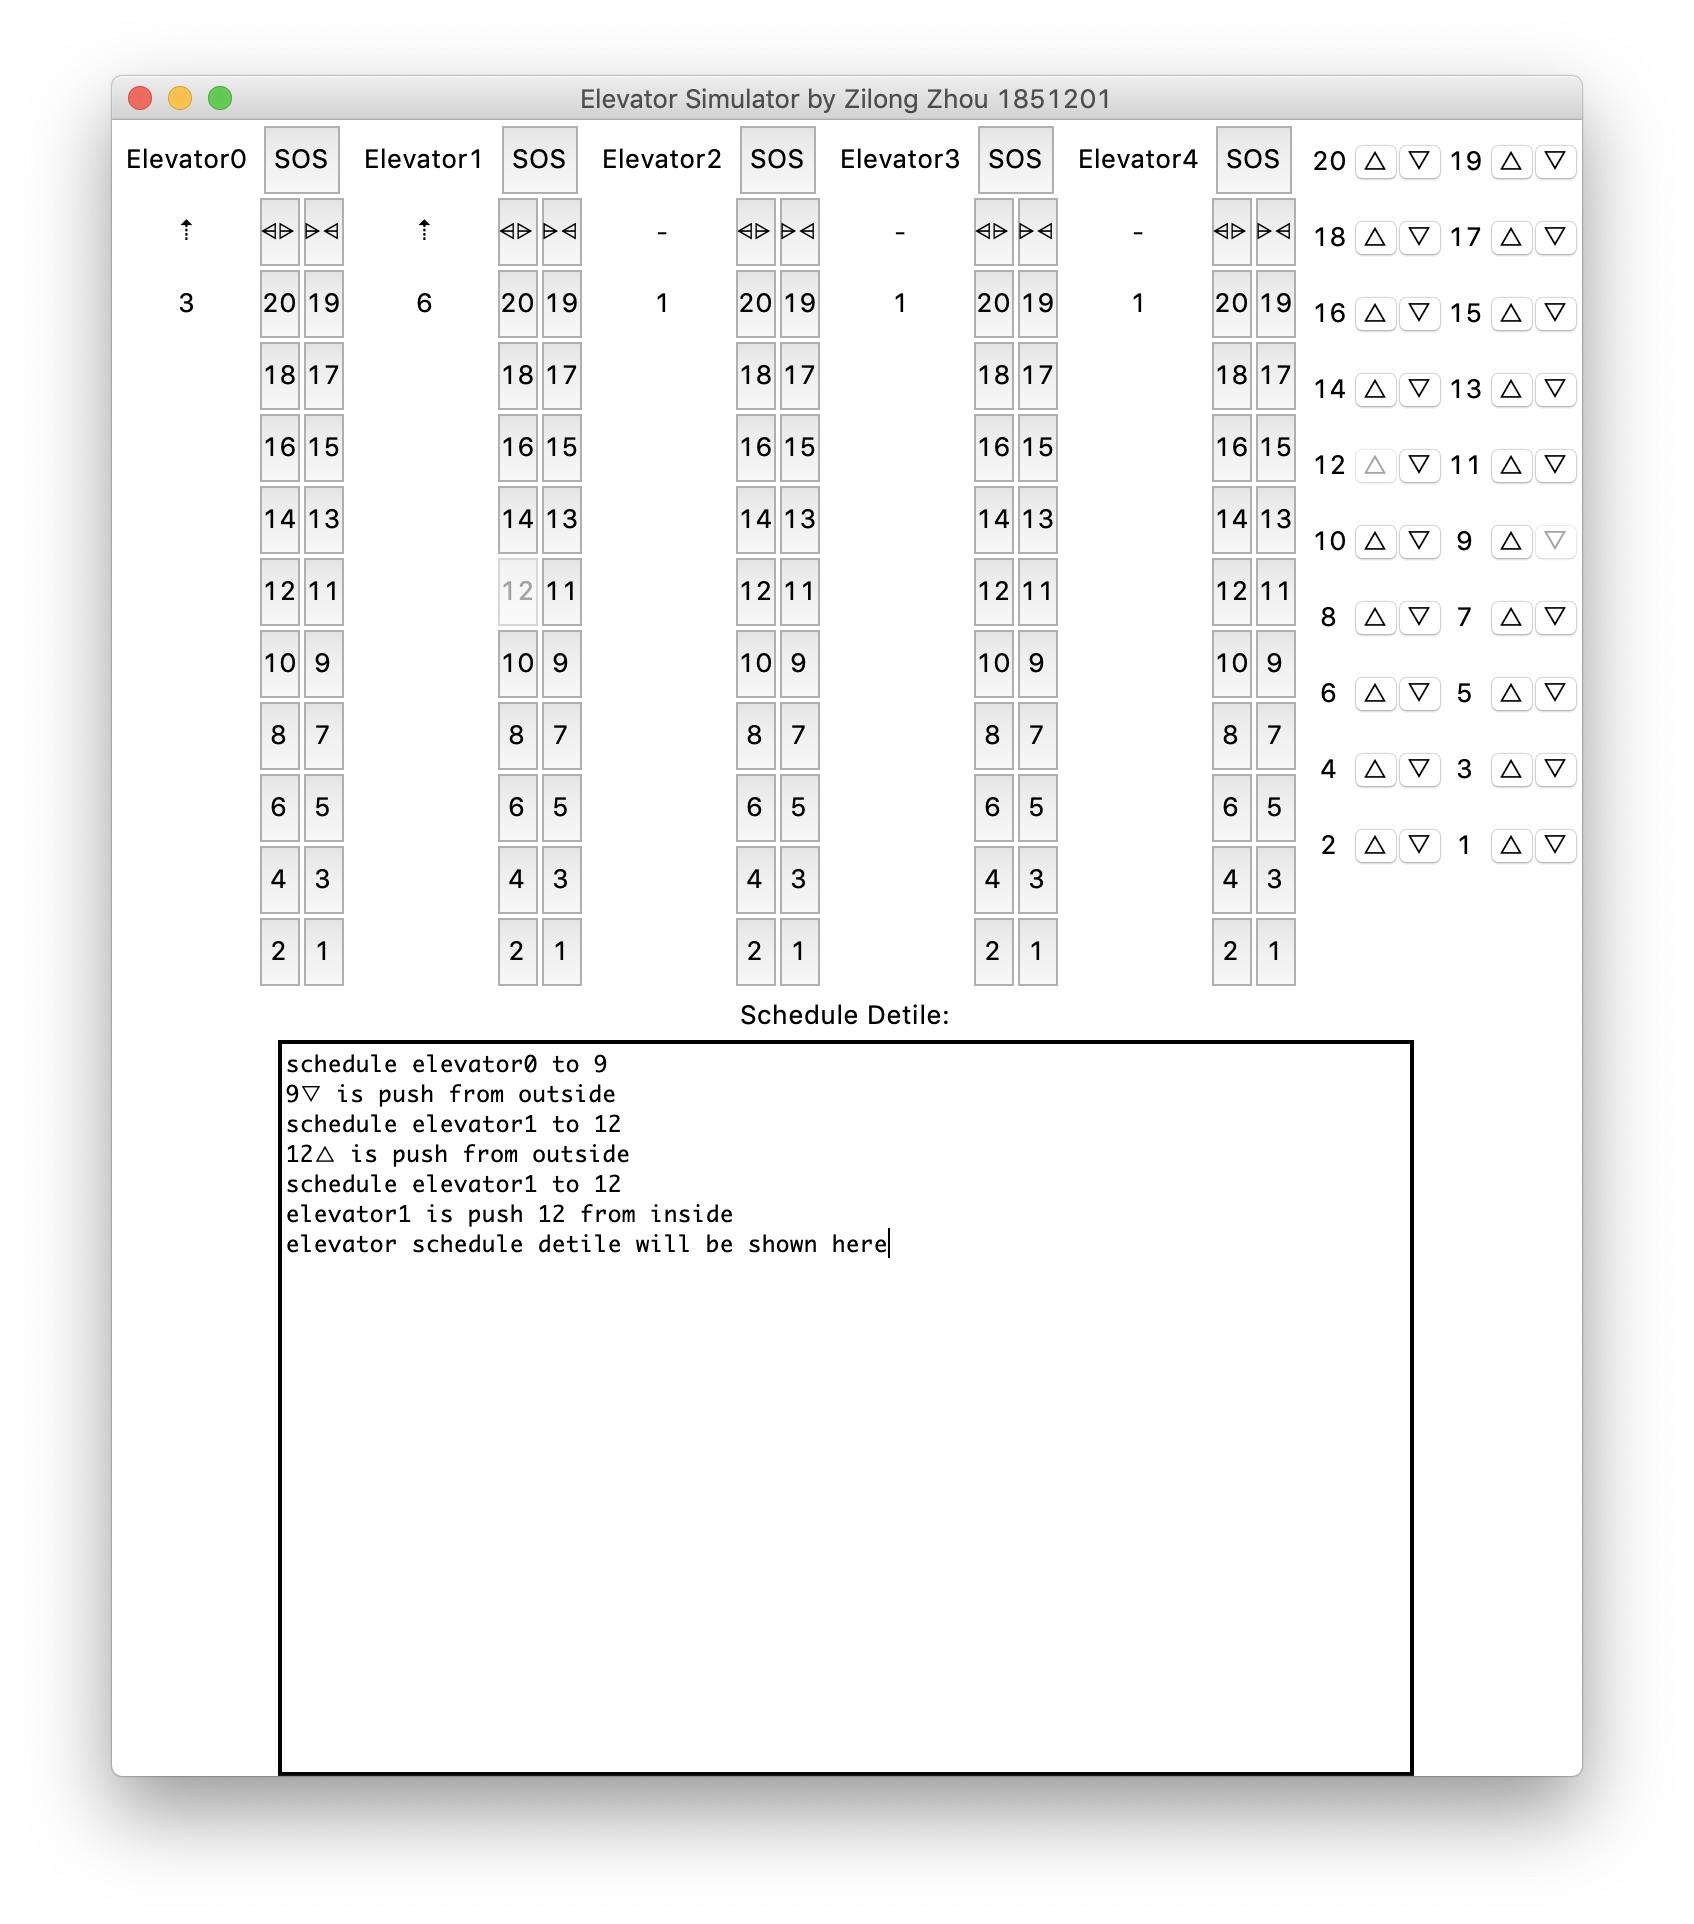 Elevator Simulator by Zilong Zhou 1851201
Elevator0 SOS Elevator1 SOS Elevator2 SOS Elevator3 SOS Elevator4 SOS 20 △ ▽ 19 △ ▽
⇡ ⊲⊳ ⊳⊲ ⇡ ⊲⊳ ⊳⊲ - ⊲⊳ ⊳⊲ - ⊲⊳ ⊳⊲ - ⊲⊳ ⊳⊲ 18 △ ▽ 17 △ ▽
3 20 19 6 20 19 1 20 19 1 20 19 1 20 19 16 △ ▽ 15 △ ▽
18 17 18 17 18 17 18 17 18 17 14 △ ▽ 13 △ ▽
16 15 16 15 16 15 16 15 16 15 12 △ ▽ 11 △ ▽
14 13 14 13 14 13 14 13 14 13 10 △ ▽ 9 △ ▽
12 11 12 11 12 11 12 11 12 11 8 △ ▽ 7 △ ▽
10 9 10 9 10 9 10 9 10 9 6 △ ▽ 5 △ ▽
8 7 8 7 8 7 8 7 8 7 4 △ ▽ 3 △ ▽
6 5 6 5 6 5 6 5 6 5 2 △ ▽ 1 △ ▽
4 3 4 3 4 3 4 3 4 3
2 1 2 1 2 1 2 1 2 1
Schedule Detile:
schedule elevator0 to 9
9▽ is push from outside
schedule elevator1 to 12
12△ is push from outside
schedule elevator1 to 12
elevator1 is push 12 from inside
elevator schedule detile will be shown here